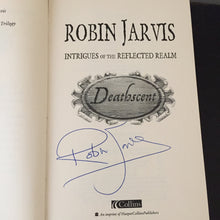 Trilogy
ROBIN JARVIS
INTRIGUES OF THE REFLECTED REALM
Deathscent
Robin Jarvis
Collins
An imprint of HarperCollinsPublishers